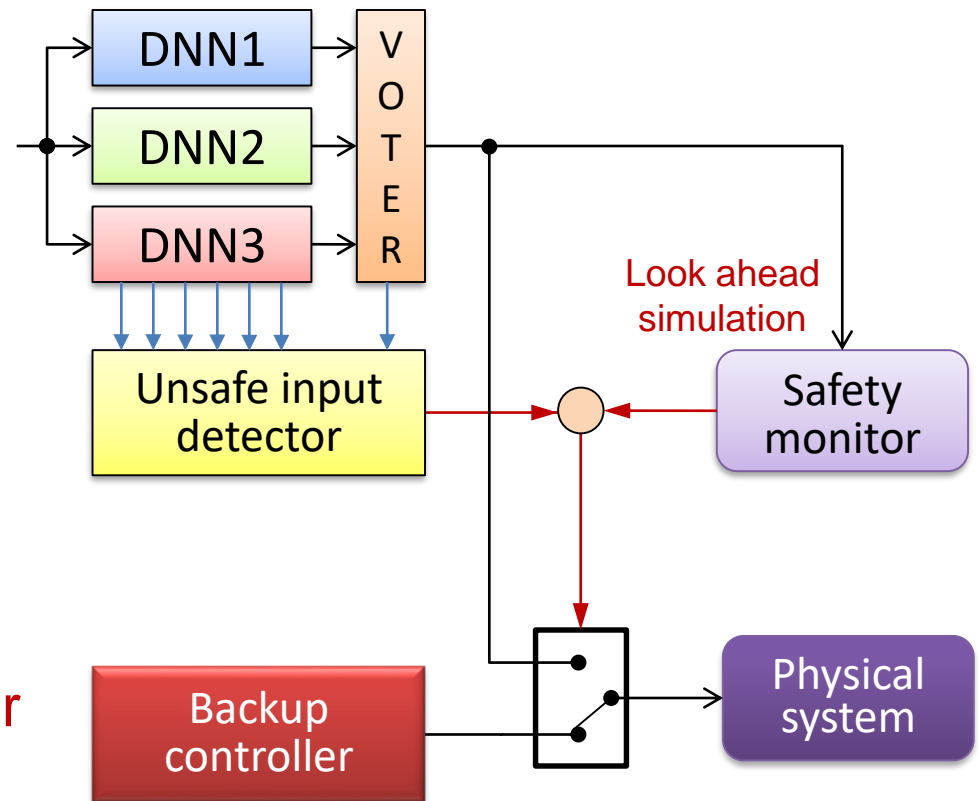 DNN1
DNN2
DNN3
V
O
T
E
R
Look ahead
simulation
Unsafe input
detector
Safety
monitor
r
Backup
controller
Physical
system